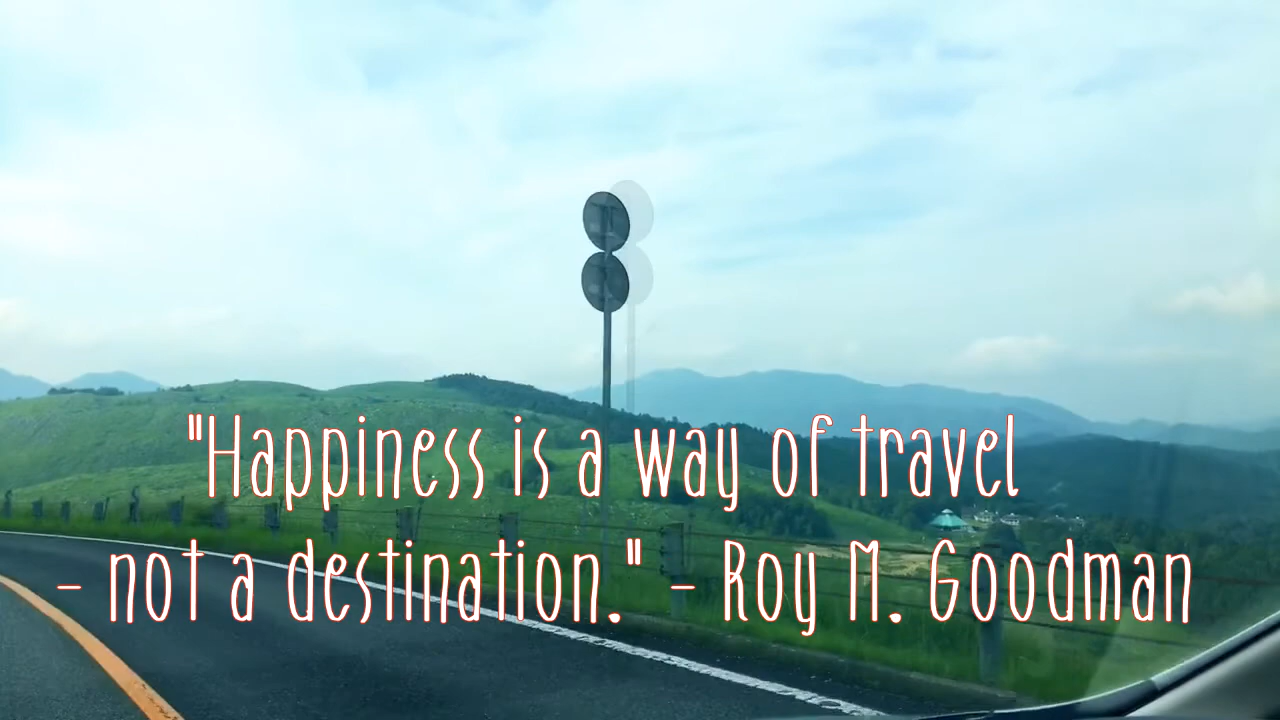 "Happiness is a way of travel
- not a destination." - Roy M. Goodman